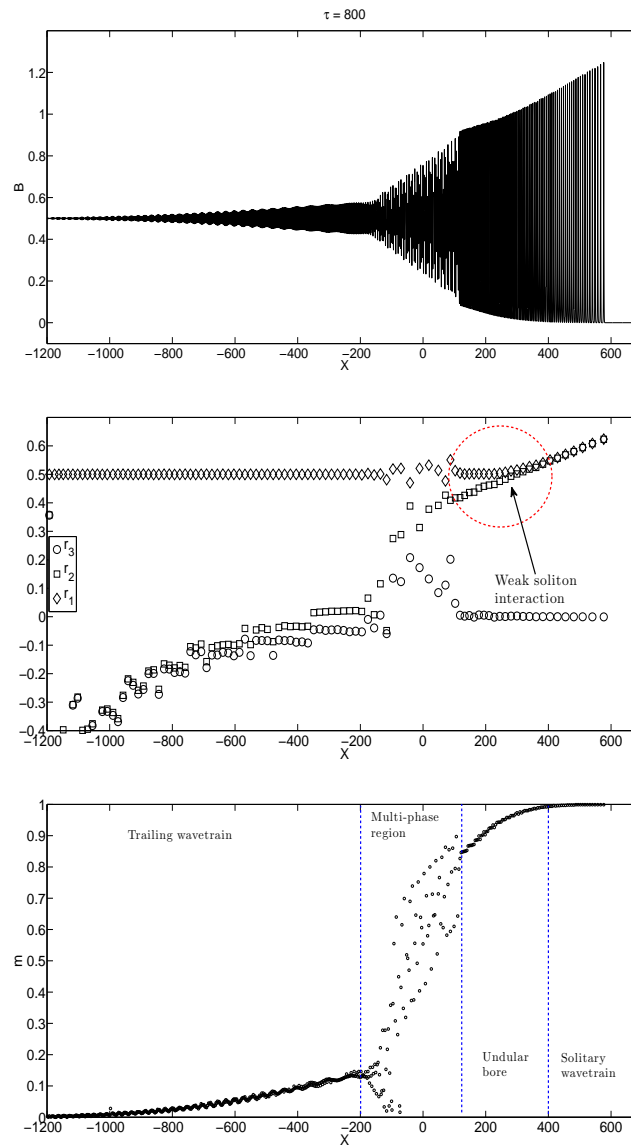 τ = 800
1.2
1
0.8
0.6
0.4
0.2
0
B
−1200 −1000 −800 −600 −400 −200 0 200 400 600
X
0.6
0.5
0.4
0.3
0.2
0.1
0
−0.1
−0.2
−0.3
−0.4
r3
r2
r1
Weak soliton
interaction
−1200 −1000 −800 −600 −400 −200 0 200 400 600
X
1
0.9
0.8
0.7
0.6
0.5
0.4
0.3
0.2
0.1
0
m
Trailing wavetrain
Multi-phase
region
Undular
bore
Solitary
wavetrain
−1200 −1000 −800 −600 −400 −200 0 200 400 600
X